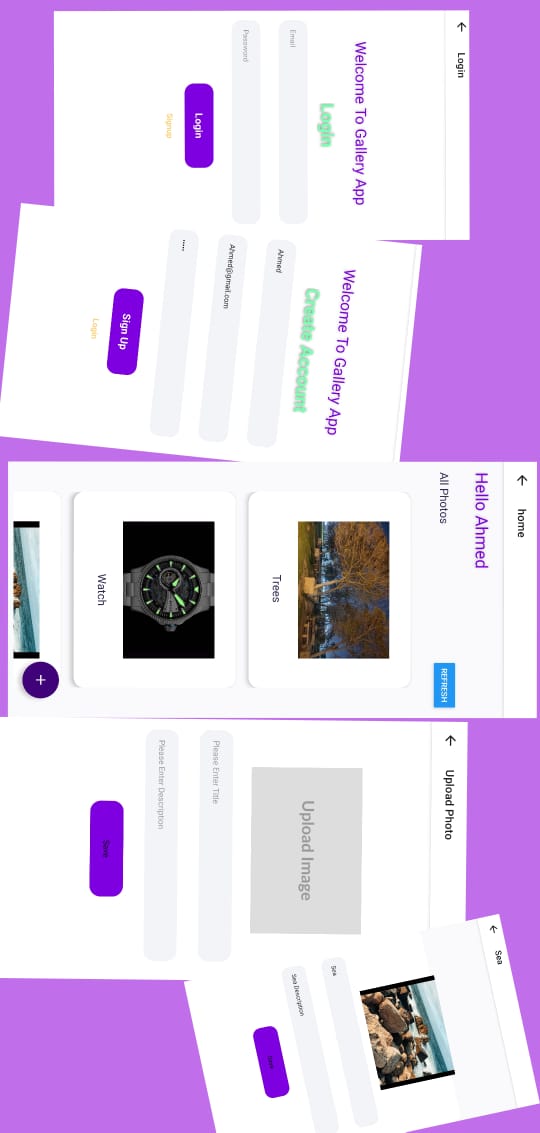 Login
Welcome To Gallery App
Login
Email
Password
Login
Signup
Welcome To Gallery App
Create Account
Ahmed
Ahmed@gmail.com
•••••
Sign Up
Login
home
Hello Ahmed
All Photos
REFRESH
Trees
Watch
+
Upload Photo
Upload Image
Please Enter Title
Please Enter Description
Save
Sea
Sea
Sea Description
Save